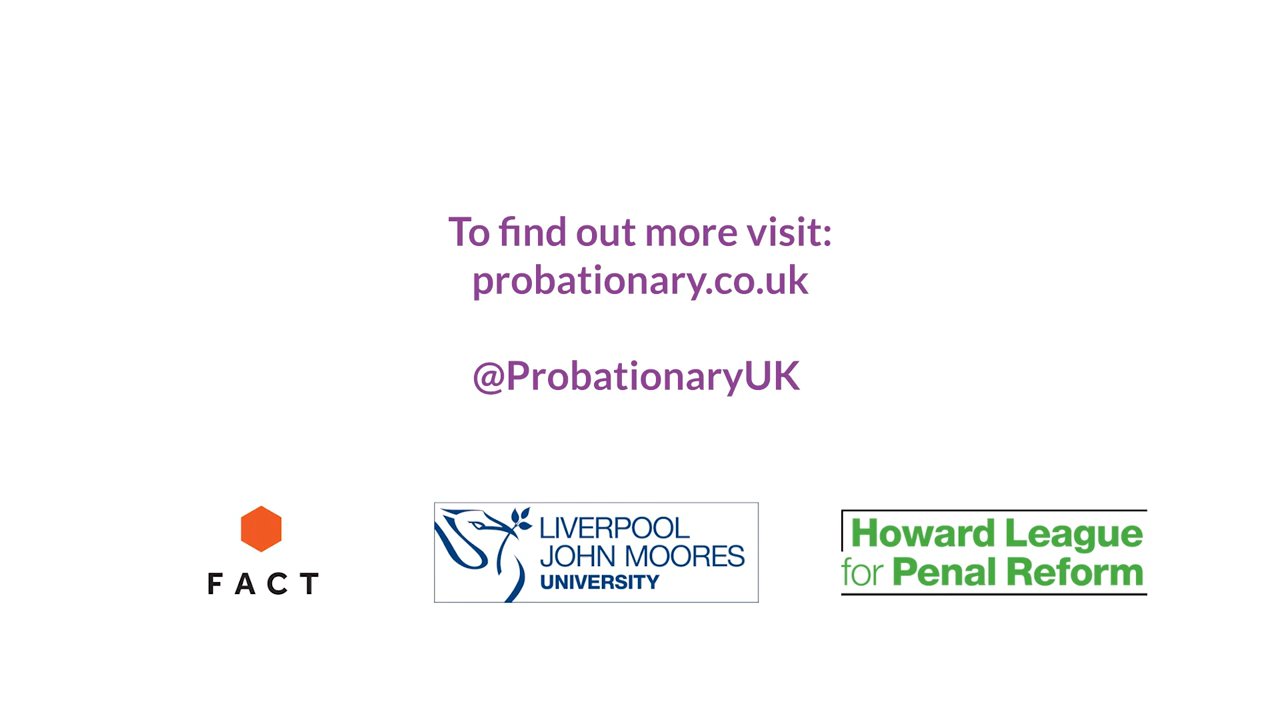 To find out more visit:
probationary.co.uk
@ProbationaryUK
FACT
LIVERPOOL
JOHN MOORES
UNIVERSITY
Howard League
for Penal Reform